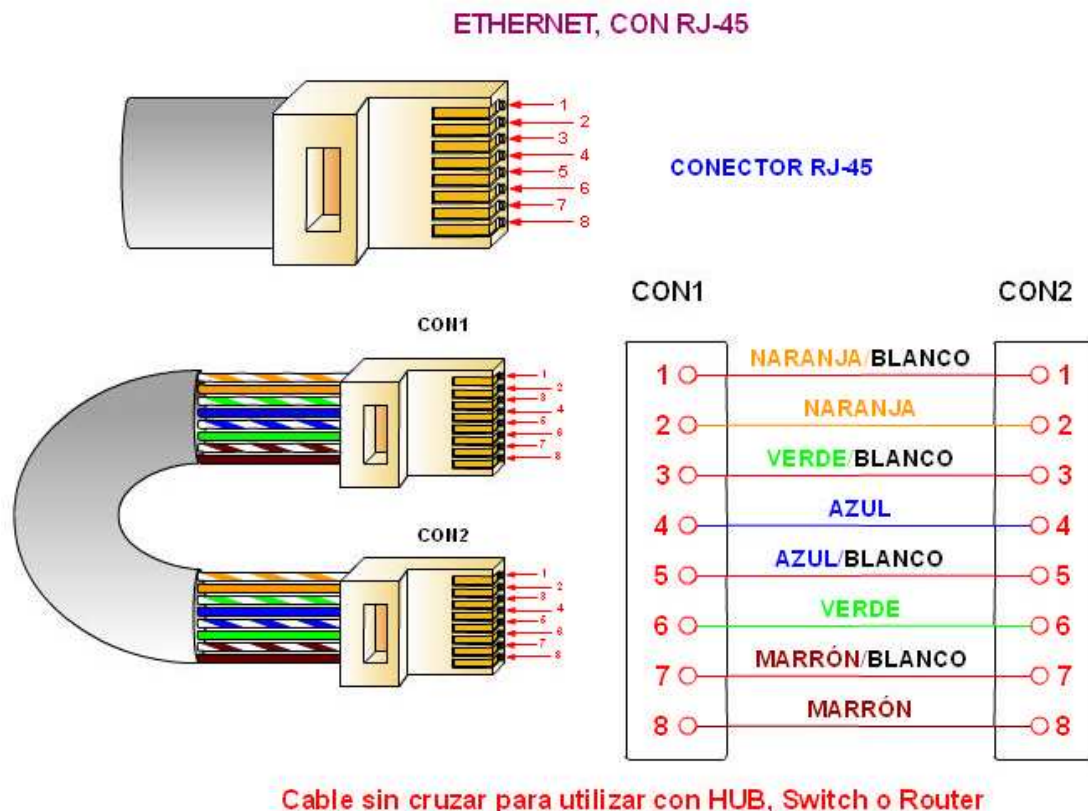 ETHERNET, CON RJ-45
1
2
3
4
5
6
7
8
CONECTOR RJ-45
CON1
1
2
3
4
5
6
7
8
CON2
1
2
3
4
5
6
7
8
CON1 CON2
1 NARANJA/BLANCO 1
2 NARANJA 2
3 VERDE/BLANCO 3
4 AZUL 4
5 AZUL/BLANCO 5
6 VERDE 6
7 MARRÓN/BLANCO 7
8 MARRÓN 8
Cable sin cruzar para utilizar con HUB, Switch o Router